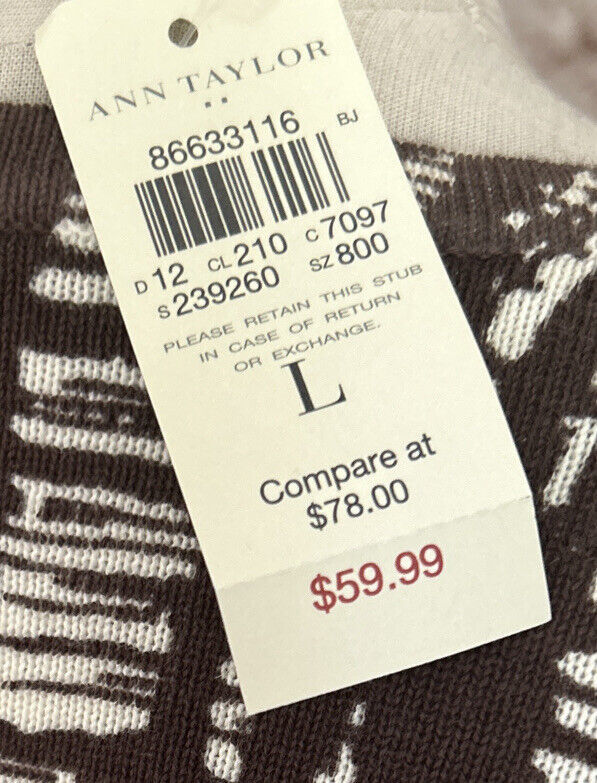 ANN TAYLOR
86633116 BJ
D 12 CL 210 C 7097
S 239260 SZ 800
PLEASE RETAIN THIS STUB
IN CASE OF RETURN
OR EXCHANGE.
L
Compare at
$78.00
$59.99